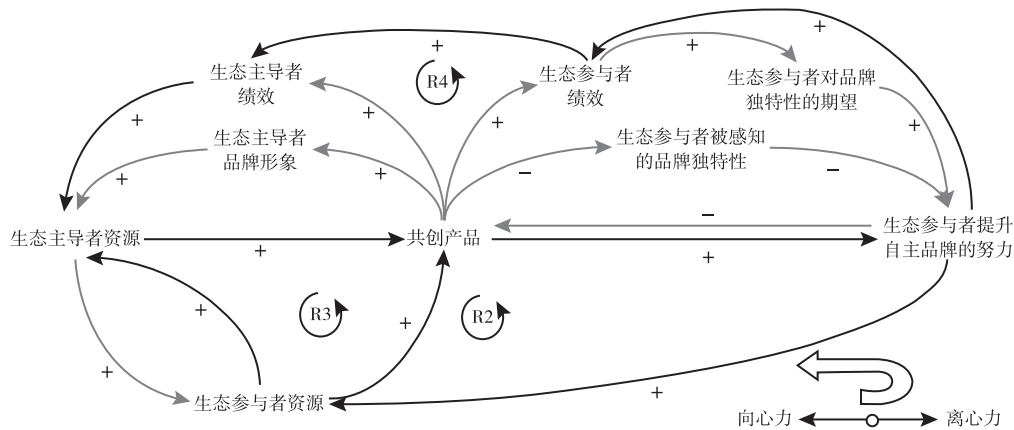 +
+
+
生态主导者
绩效
R4
生态参与者
绩效
生态参与者对品牌
独特性的期望
+
+
+
+
生态主导者
品牌形象
生态参与者被感知
的品牌独特性
+
+
−
−
生态主导者资源
+
共创产品
−
+
生态参与者提升
自主品牌的努力
R3
R2
+
+
+
生态参与者资源
+
向心力
离心力